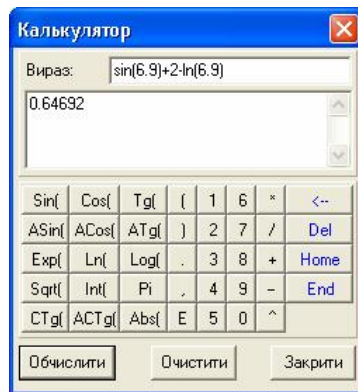 Калькулятор
Вираз: sin(6.9)+2-ln(6.9)
0.64692
Sin( Cos( Tg( ( 1 6 * <--
ASin( ACos( ATg( ) 2 7 / Del
Exp( Ln( Log( . 3 8 + Home
Sqrt( Int( Pi , 4 9 - End
CTg( ACTg( Abs( E 5 0 ^
Обчислити Очистити Закрити